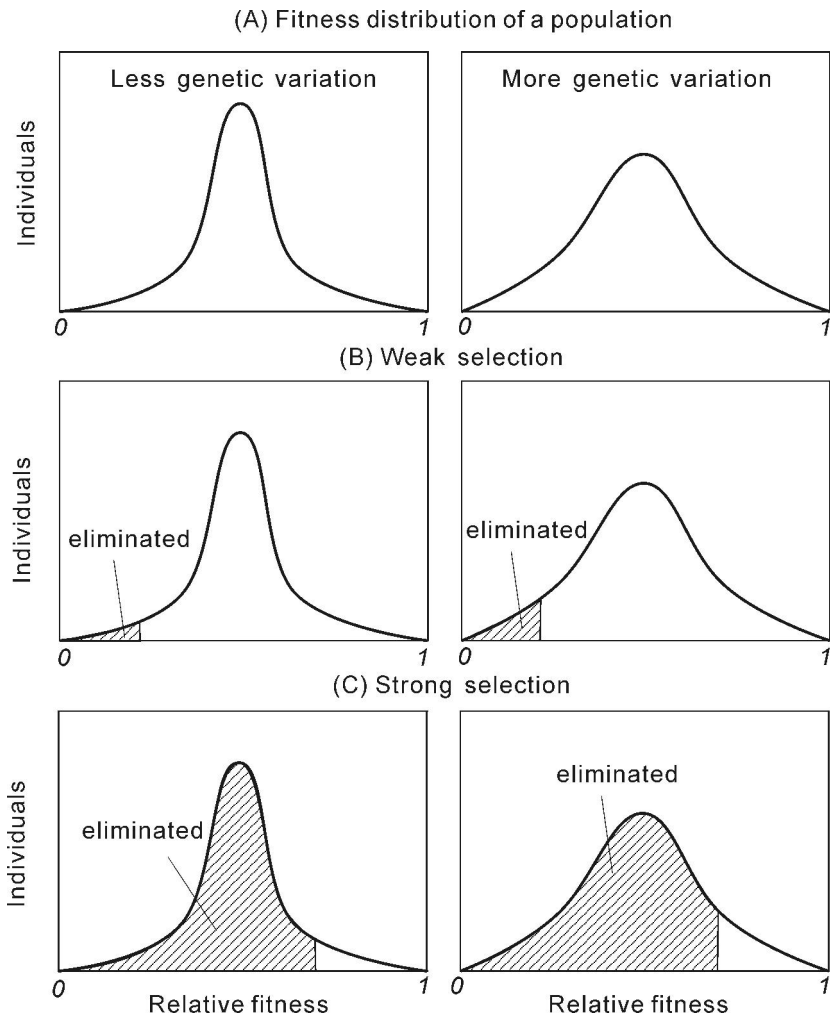 (A) Fitness distribution of a population
Less genetic variation
More genetic variation
Individuals
0
1
0
1
(B) Weak selection
Individuals
eliminated
eliminated
0
1
0
1
(C) Strong selection
Individuals
eliminated
eliminated
0
1
0
1
Relative fitness
Relative fitness